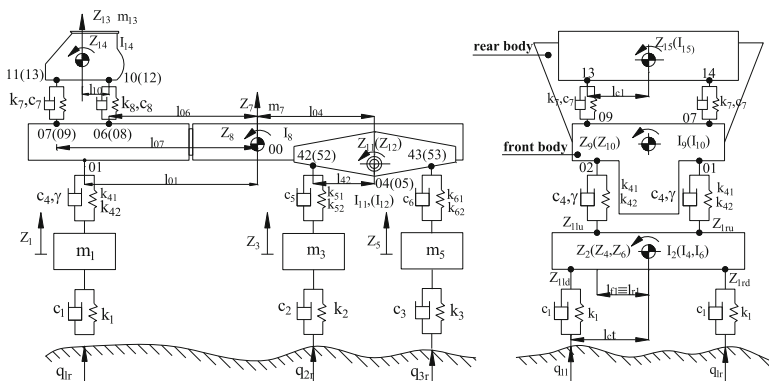 Z13 m13
Z14 I14
11(13) 10(12)
l10
k7,c7 k8,c8
l06 Z7 m7 l04
07(09) 06(08)
l07 Z8 I8
00
Z11(Z12)
42(52) 43(53)
01
l01
l42 04(05)
I11,(I12)
c4,γ k41
k42
c5 k51
k52
c6 k61
k62
Z1 m1 Z3 m3 Z5 m5
c1 k1 c2 k2 c3 k3
q1r q2r q3r
rear body
Z15(I15)
13 14
lc1
k7,c7 k7,c7
09 07
Z9(Z10) I9(I10)
front body
02 01
c4,γ k41
k42
c4,γ k41
k42
Z1lu Z1ru
Z2(Z4,Z6) I2(I4,I6)
Z1ld Z1rd
lf1≡lr1
c1 k1 c1 k1
lct
q11 q1r